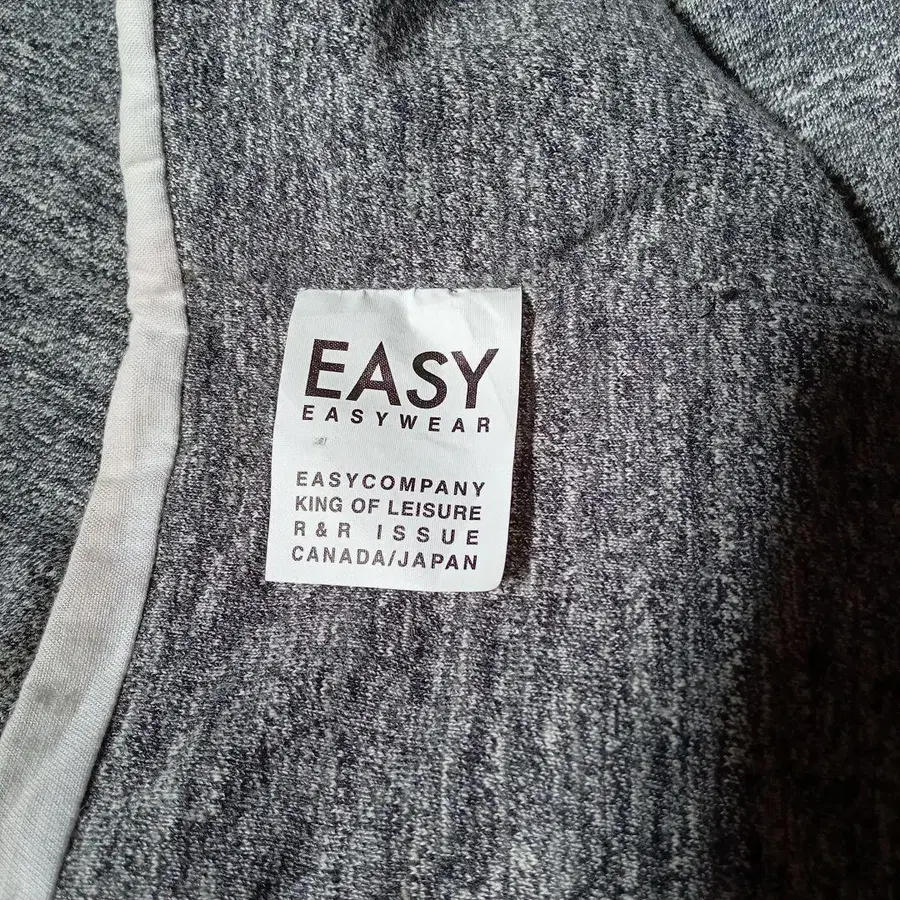 EASY
EASYWEAR
EASYCOMPANY
KING OF LEISURE
R&R ISSUE
CANADA/JAPAN